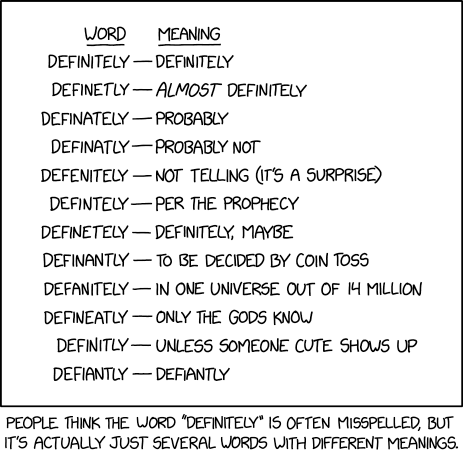 WORD MEANING
DEFINITELY — DEFINITELY
DEFINETLY — ALMOST DEFINITELY
DEFINATELY — PROBABLY
DEFINATLY — PROBABLY NOT
DEFENITELY — NOT TELLING (IT'S A SURPRISE)
DEFINTELY — PER THE PROPHECY
DEFINETELY — DEFINITELY, MAYBE
DEFINANTLY — TO BE DECIDED BY COIN TOSS
DEFANITELY — IN ONE UNIVERSE OUT OF 14 MILLION
DEFINEATLY — ONLY THE GODS KNOW
DEFINITLY — UNLESS SOMEONE CUTE SHOWS UP
DEFIANTLY — DEFIANTLY
PEOPLE THINK THE WORD "DEFINITELY" IS OFTEN MISSPELLED, BUT
IT'S ACTUALLY JUST SEVERAL WORDS WITH DIFFERENT MEANINGS.